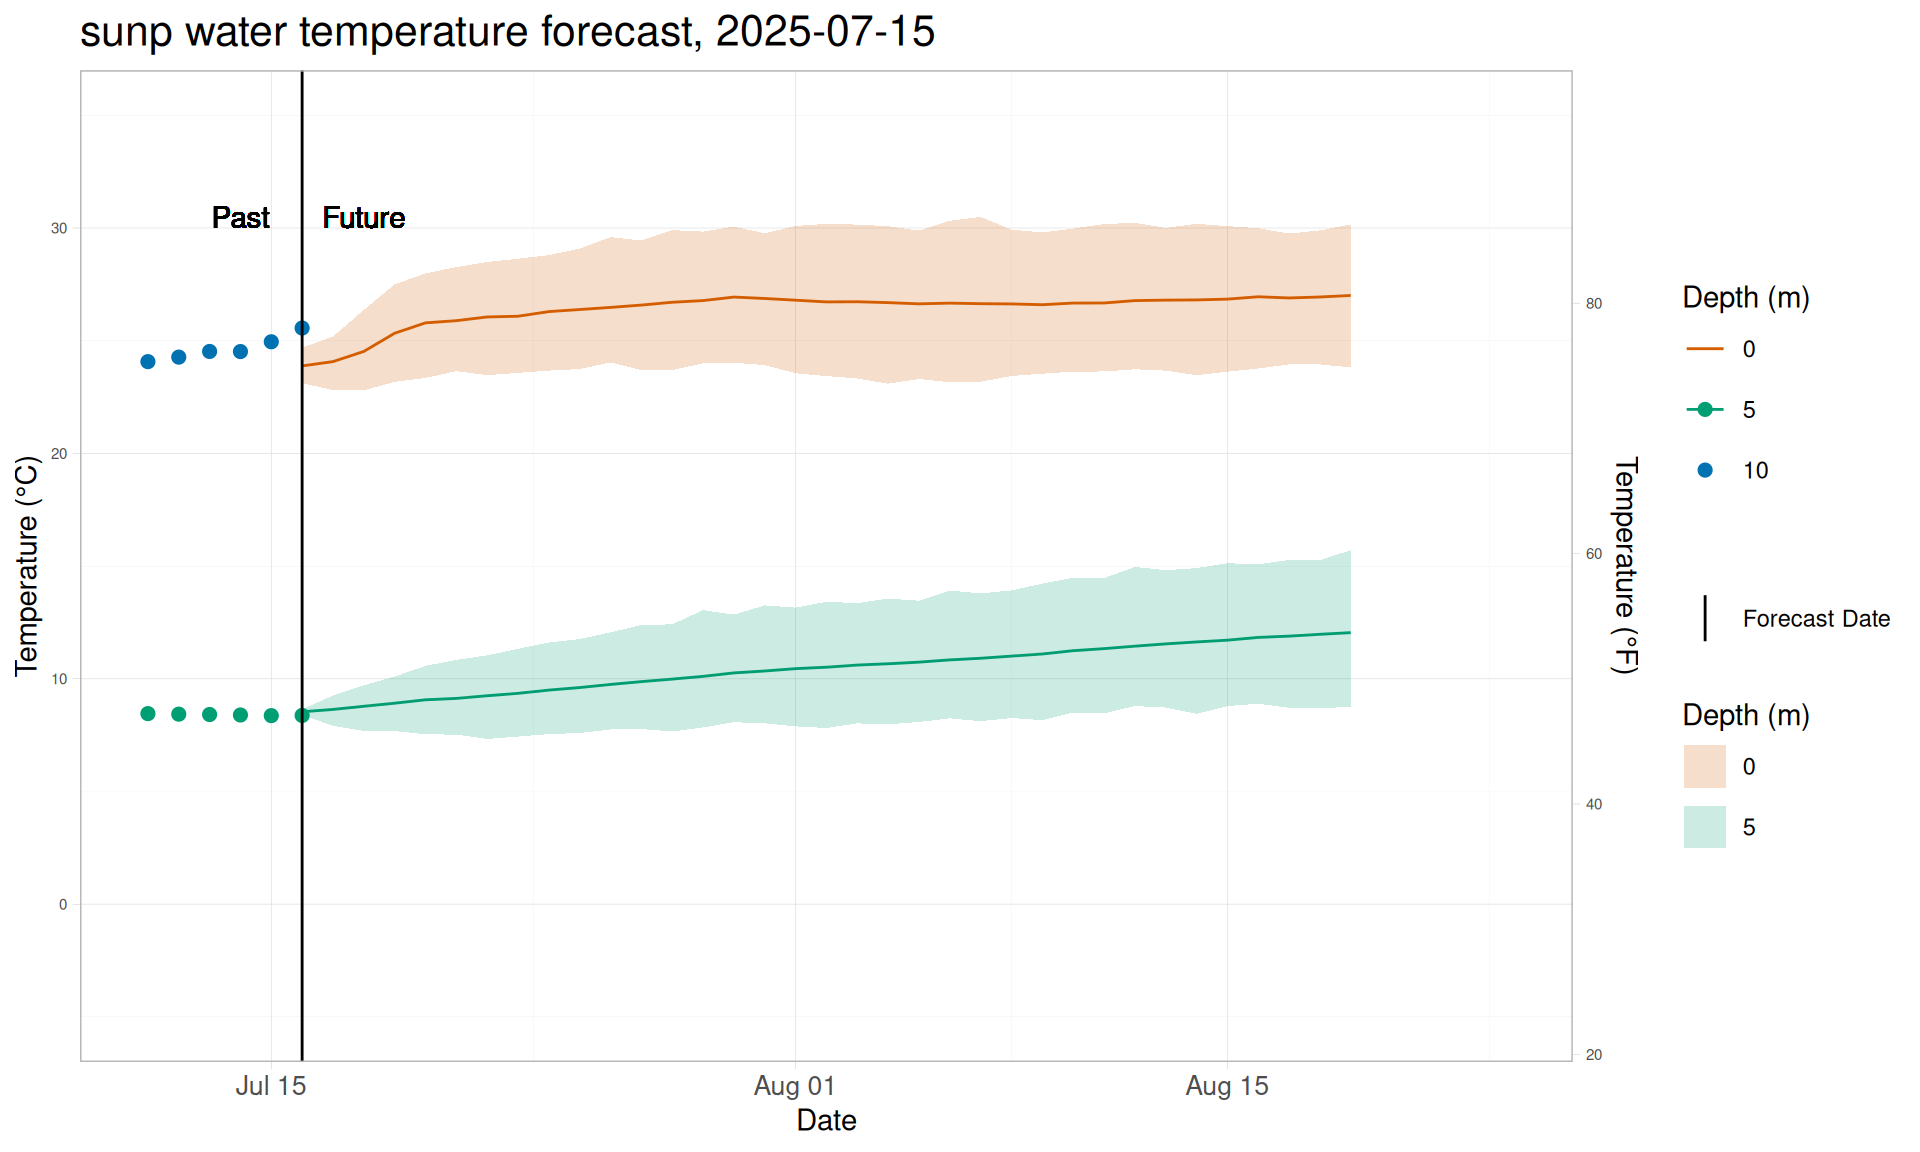 sunp water temperature forecast, 2025-07-15
Past
Future
30
20
10
0
Temperature (°C)
80
60
40
20
Temperature (°F)
Jul 15
Aug 01
Aug 15
Date
Depth (m)
0
5
10
Forecast Date
Depth (m)
0
5